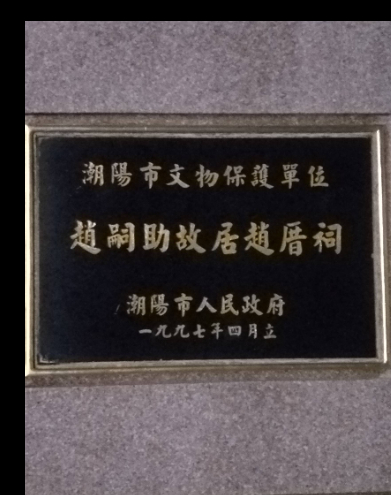 潮陽市文物保護單位
趙嗣助故居趙厝祠
潮陽市人民政府
一九九七年四月立